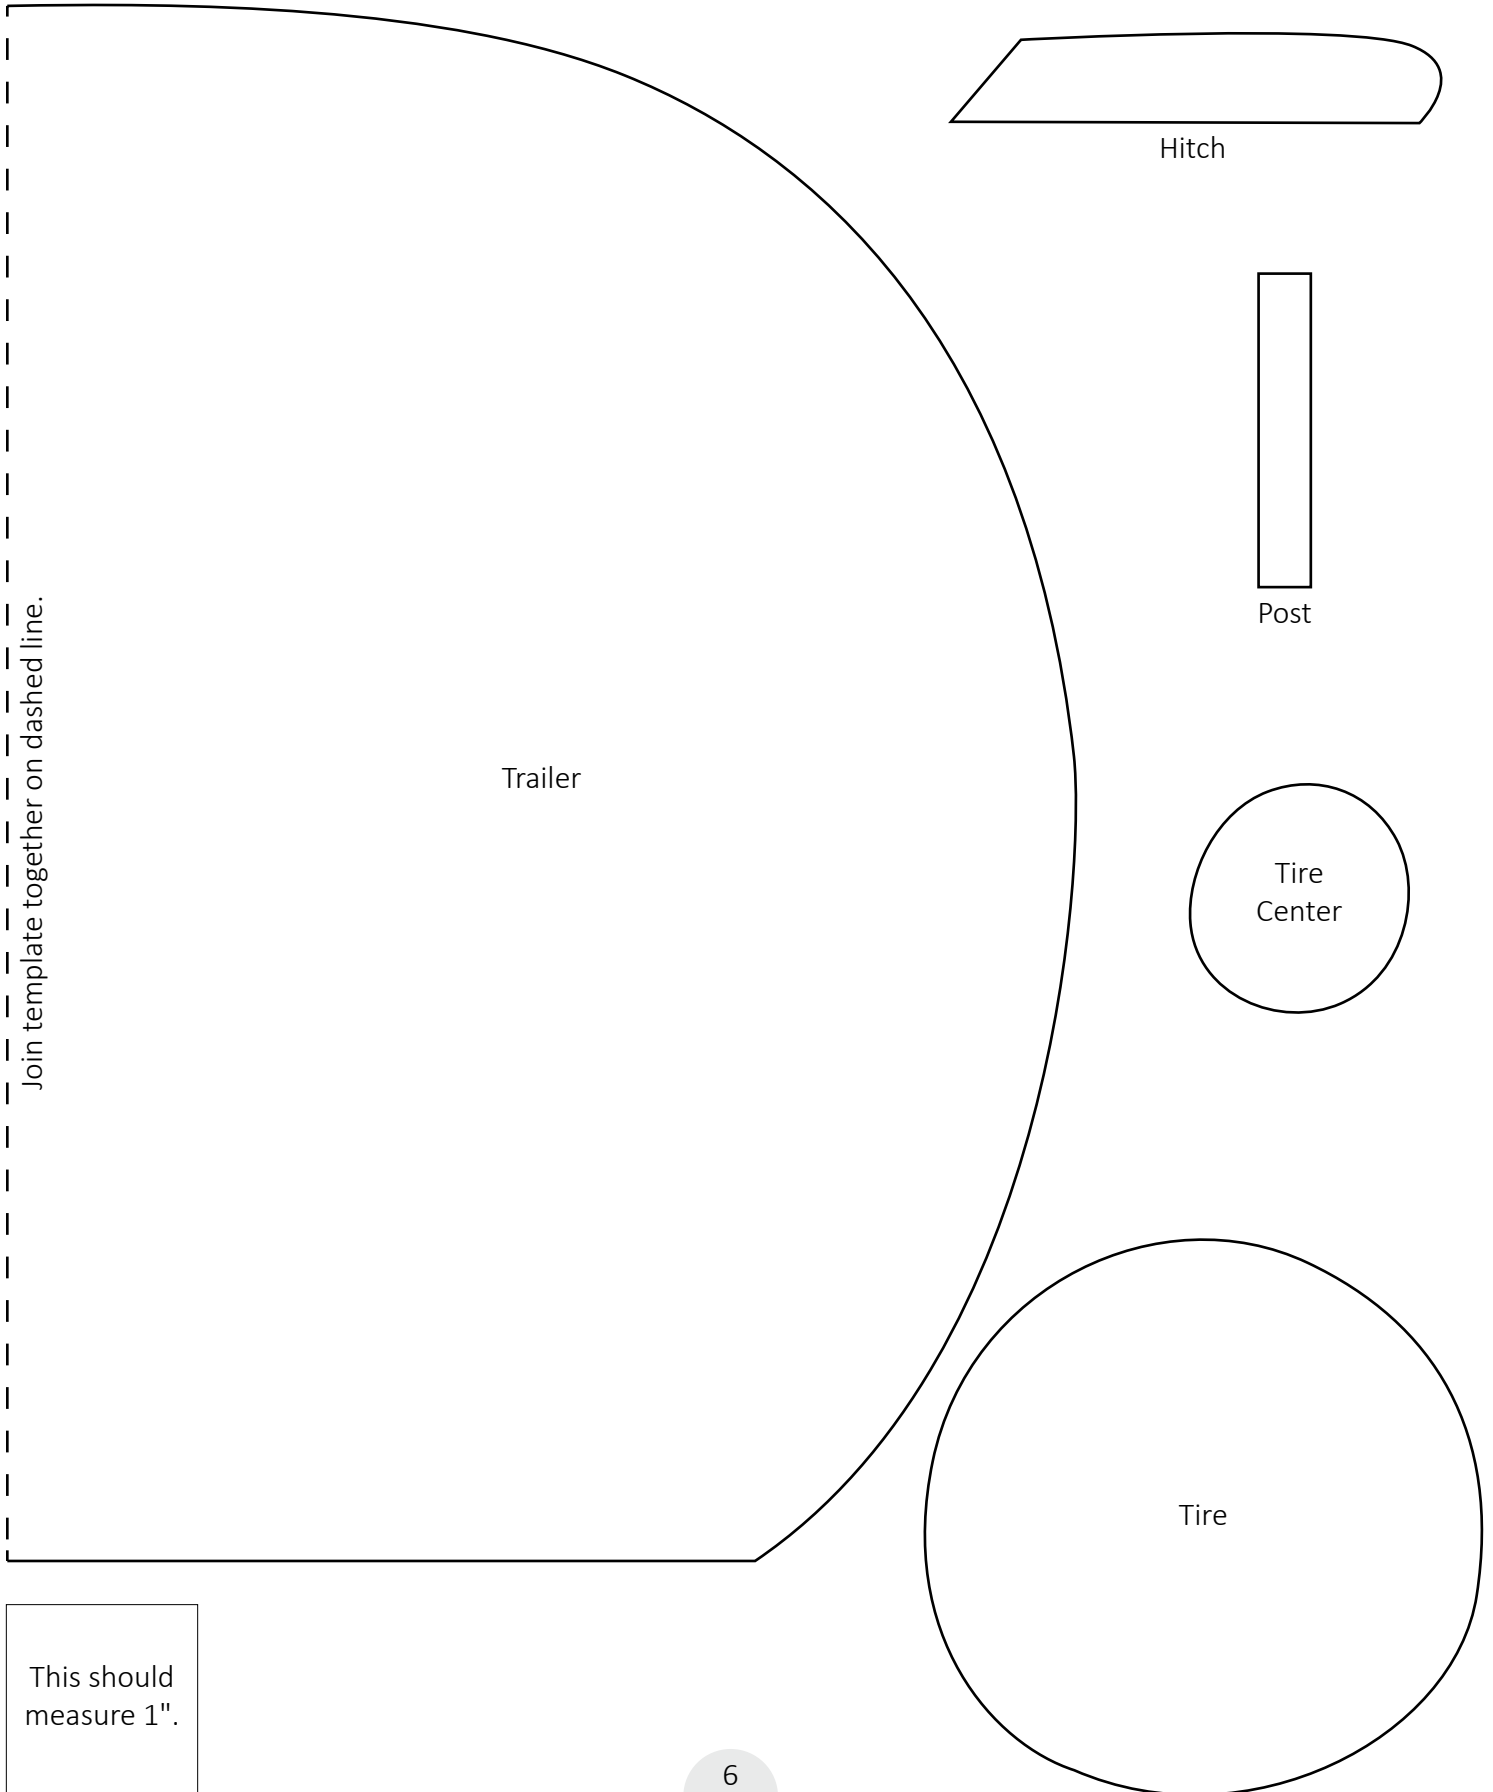 Hitch
Post
Join template together on dashed line.
Trailer
Tire
Center
Tire
This should
measure 1".
6